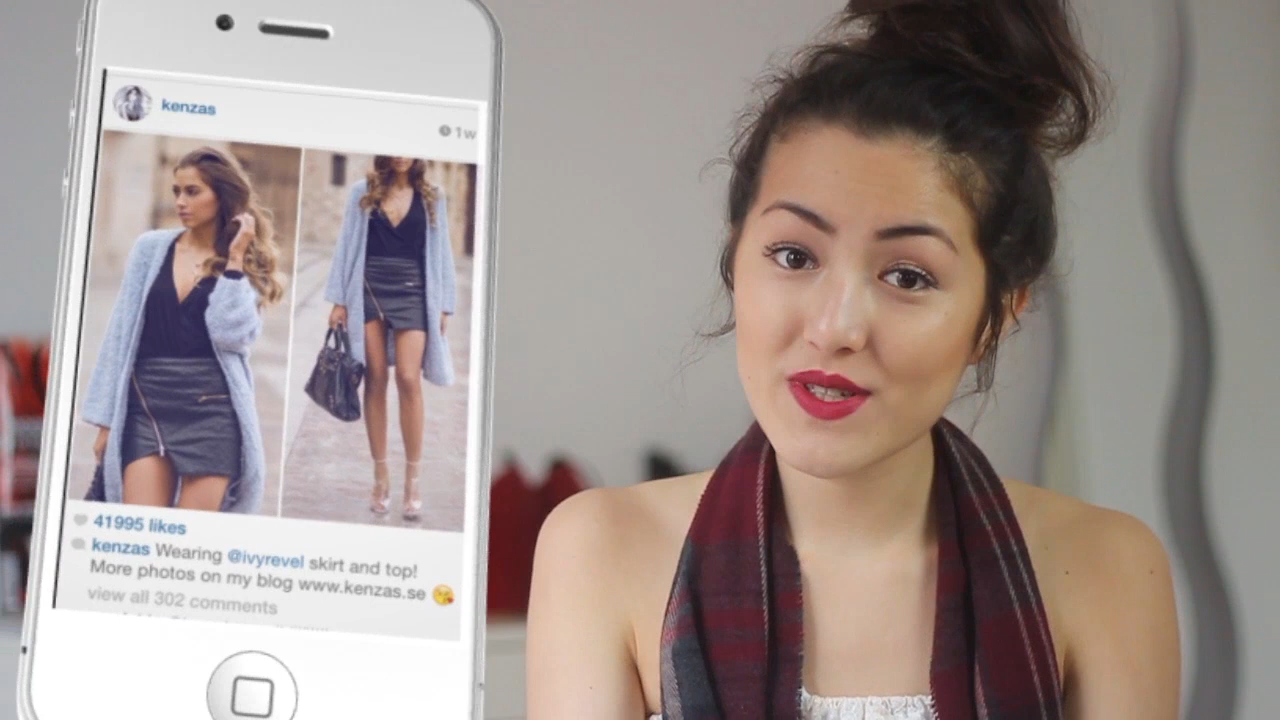 kenzas
1w
41995 likes
kenzas Wearing @ivyrevel skirt and top!
More photos on my blog www.kenzas.se 😘
view all 302 comments